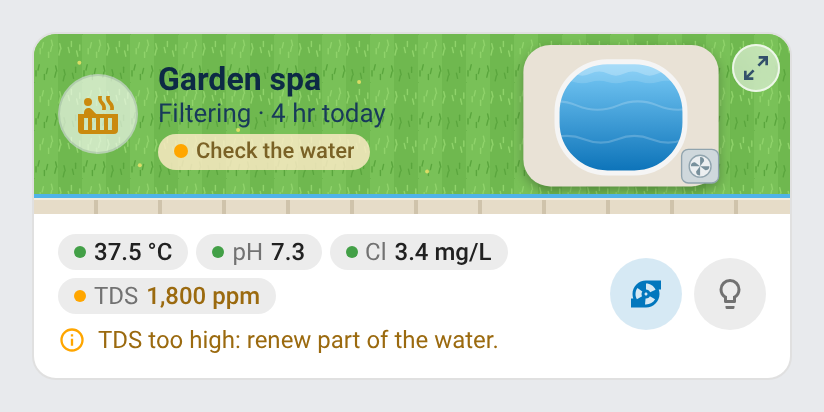 Garden spa
Filtering · 4 hr today
Check the water
37.5 °C
pH 7.3
Cl 3.4 mg/L
TDS 1,800 ppm
TDS too high: renew part of the water.